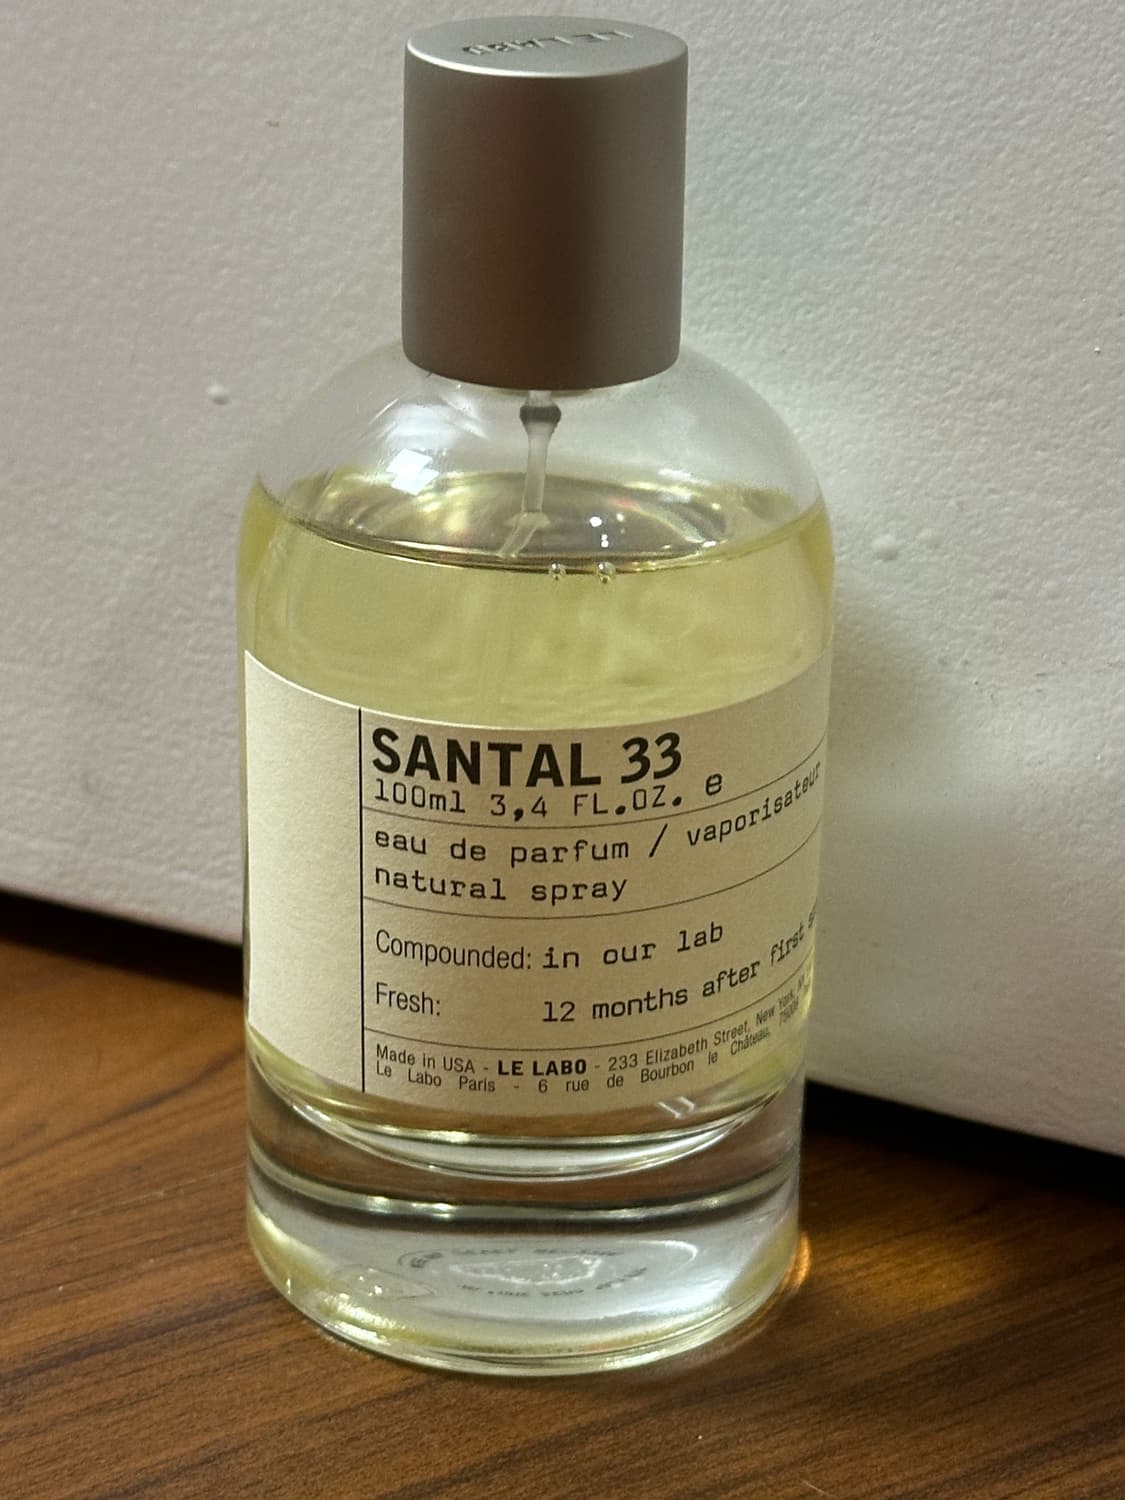 LE LABO
SANTAL 33
100ml 3,4 FL.OZ. e
eau de parfum / vaporisateur
natural spray
Compounded: in our lab
Fresh: 12 months after first
Made in USA - LE LABO - 233 Elizabeth Street, New York,
Le Labo Paris - 6 rue de Bourbon le Château,